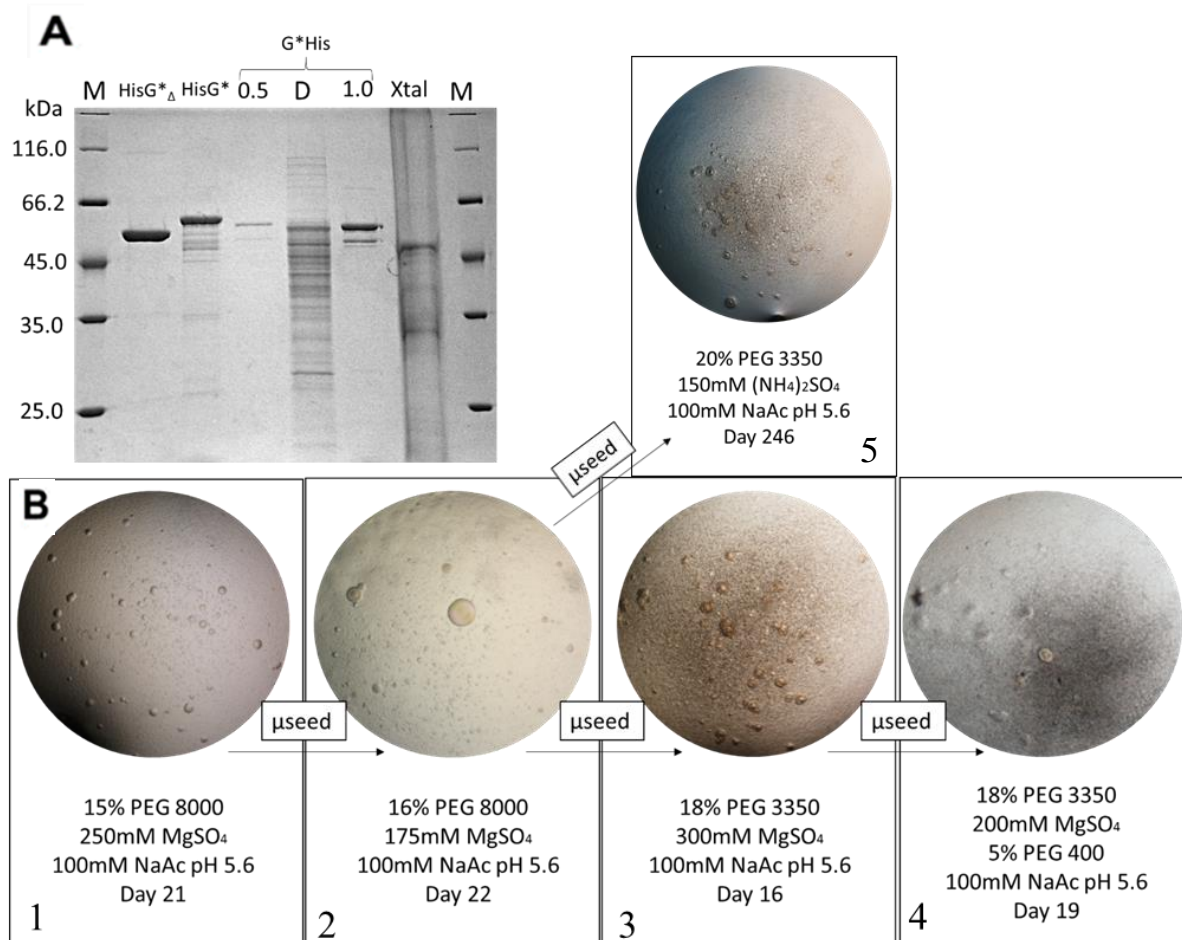 A
G*His
M HisG*Δ HisG* 0.5 D 1.0 Xtal M
kDa
116.0
66.2
45.0
35.0
25.0
20% PEG 3350
150mM (NH₄)₂SO₄
100mM NaAc pH 5.6
Day 246
5
µseed
B
µseed
µseed
µseed
15% PEG 8000
250mM MgSO₄
100mM NaAc pH 5.6
Day 21
1
16% PEG 8000
175mM MgSO₄
100mM NaAc pH 5.6
Day 22
2
18% PEG 3350
300mM MgSO₄
100mM NaAc pH 5.6
Day 16
3
18% PEG 3350
200mM MgSO₄
5% PEG 400
100mM NaAc pH 5.6
Day 19
4